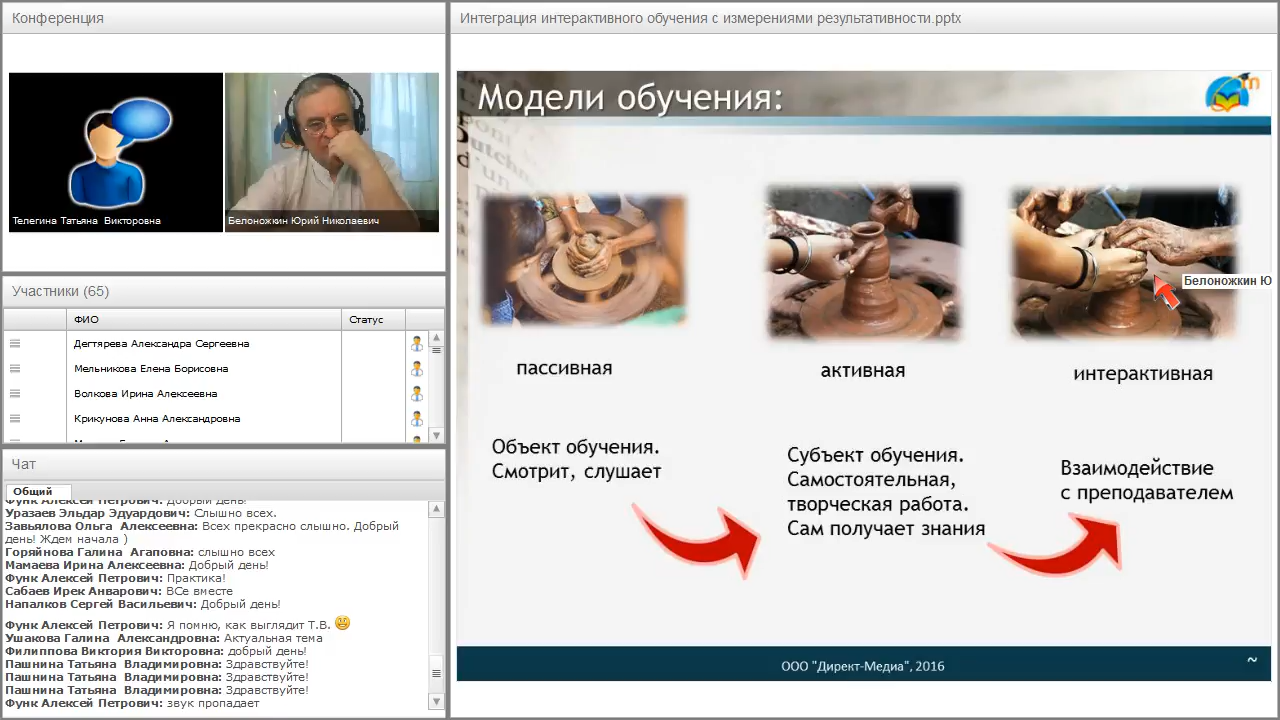 Конференция
Телегина Татьяна Викторовна
Белоножкин Юрий Николаевич
Участники (65)
ФИО
Статус
Дегтярева Александра Сергеевна
Мельникова Елена Борисовна
Волкова Ирина Алексеевна
Крикунова Анна Александровна
Чат
Общий
Функ Алексей Петрович: Добрый день!
Уразаев Эльдар Эдуардович: Слышно всех.
Завьялова Ольга Алексеевна: Всех прекрасно слышно. Добрый
день! Ждем начала )
Горяйнова Галина Агаповна: слышно всех
Мамаева Ирина Алексеевна: Добрый день!
Функ Алексей Петрович: Практика!
Сабаев Ирек Анварович: ВСе вместе
Напалков Сергей Васильевич: Добрый день!
Функ Алексей Петрович: Я помню, как выглядит Т.В.
Ушакова Галина Александровна: Актуальная тема
Филиппова Виктория Викторовна: добрый день!
Пашнина Татьяна Владимировна: Здравствуйте!
Пашнина Татьяна Владимировна: Здравствуйте!
Пашнина Татьяна Владимировна: Здравствуйте!
Функ Алексей Петрович: звук пропадает
Интеграция интерактивного обучения с измерениями результативности.pptx
Модели обучения:
Белоножкин Ю
пассивная
активная
интерактивная
Объект обучения.
Смотрит, слушает
Субъект обучения.
Самостоятельная,
творческая работа.
Сам получает знания
Взаимодействие
с преподавателем
ООО "Директ-Медиа", 2016
~